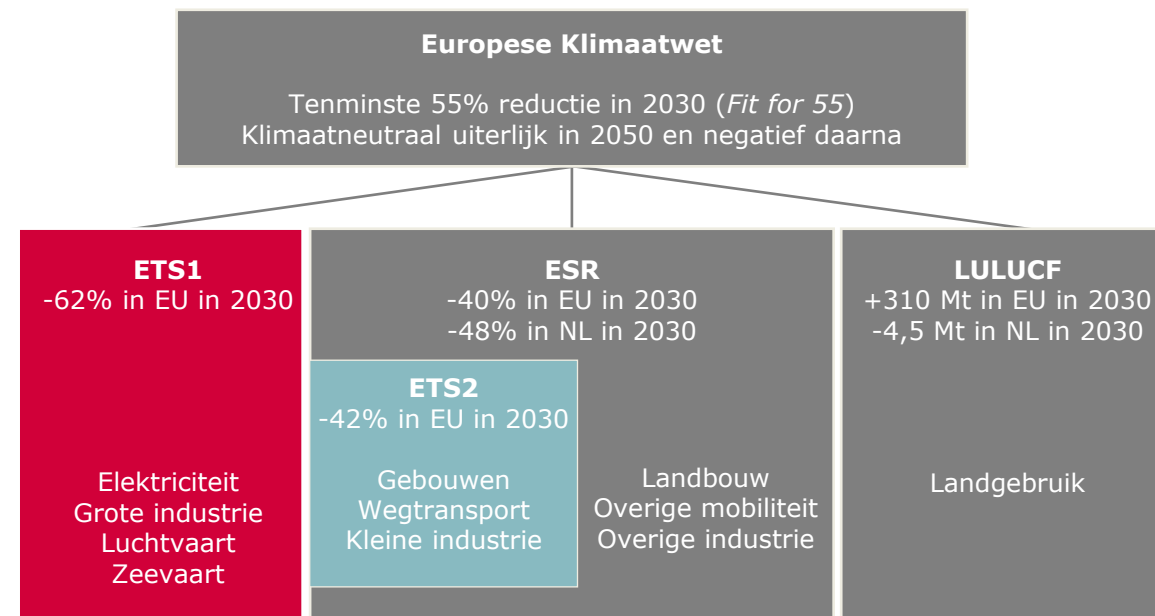 Europese Klimaatwet
Tenminste 55% reductie in 2030 (Fit for 55)
Klimaatneutraal uiterlijk in 2050 en negatief daarna
ETS1
-62% in EU in 2030
Elektriciteit
Grote industrie
Luchtvaart
Zeevaart
ESR
-40% in EU in 2030
-48% in NL in 2030
ETS2
-42% in EU in 2030
Gebouwen
Wegtransport
Kleine industrie
Landbouw
Overige mobiliteit
Overige industrie
LULUCF
+310 Mt in EU in 2030
-4,5 Mt in NL in 2030
Landgebruik